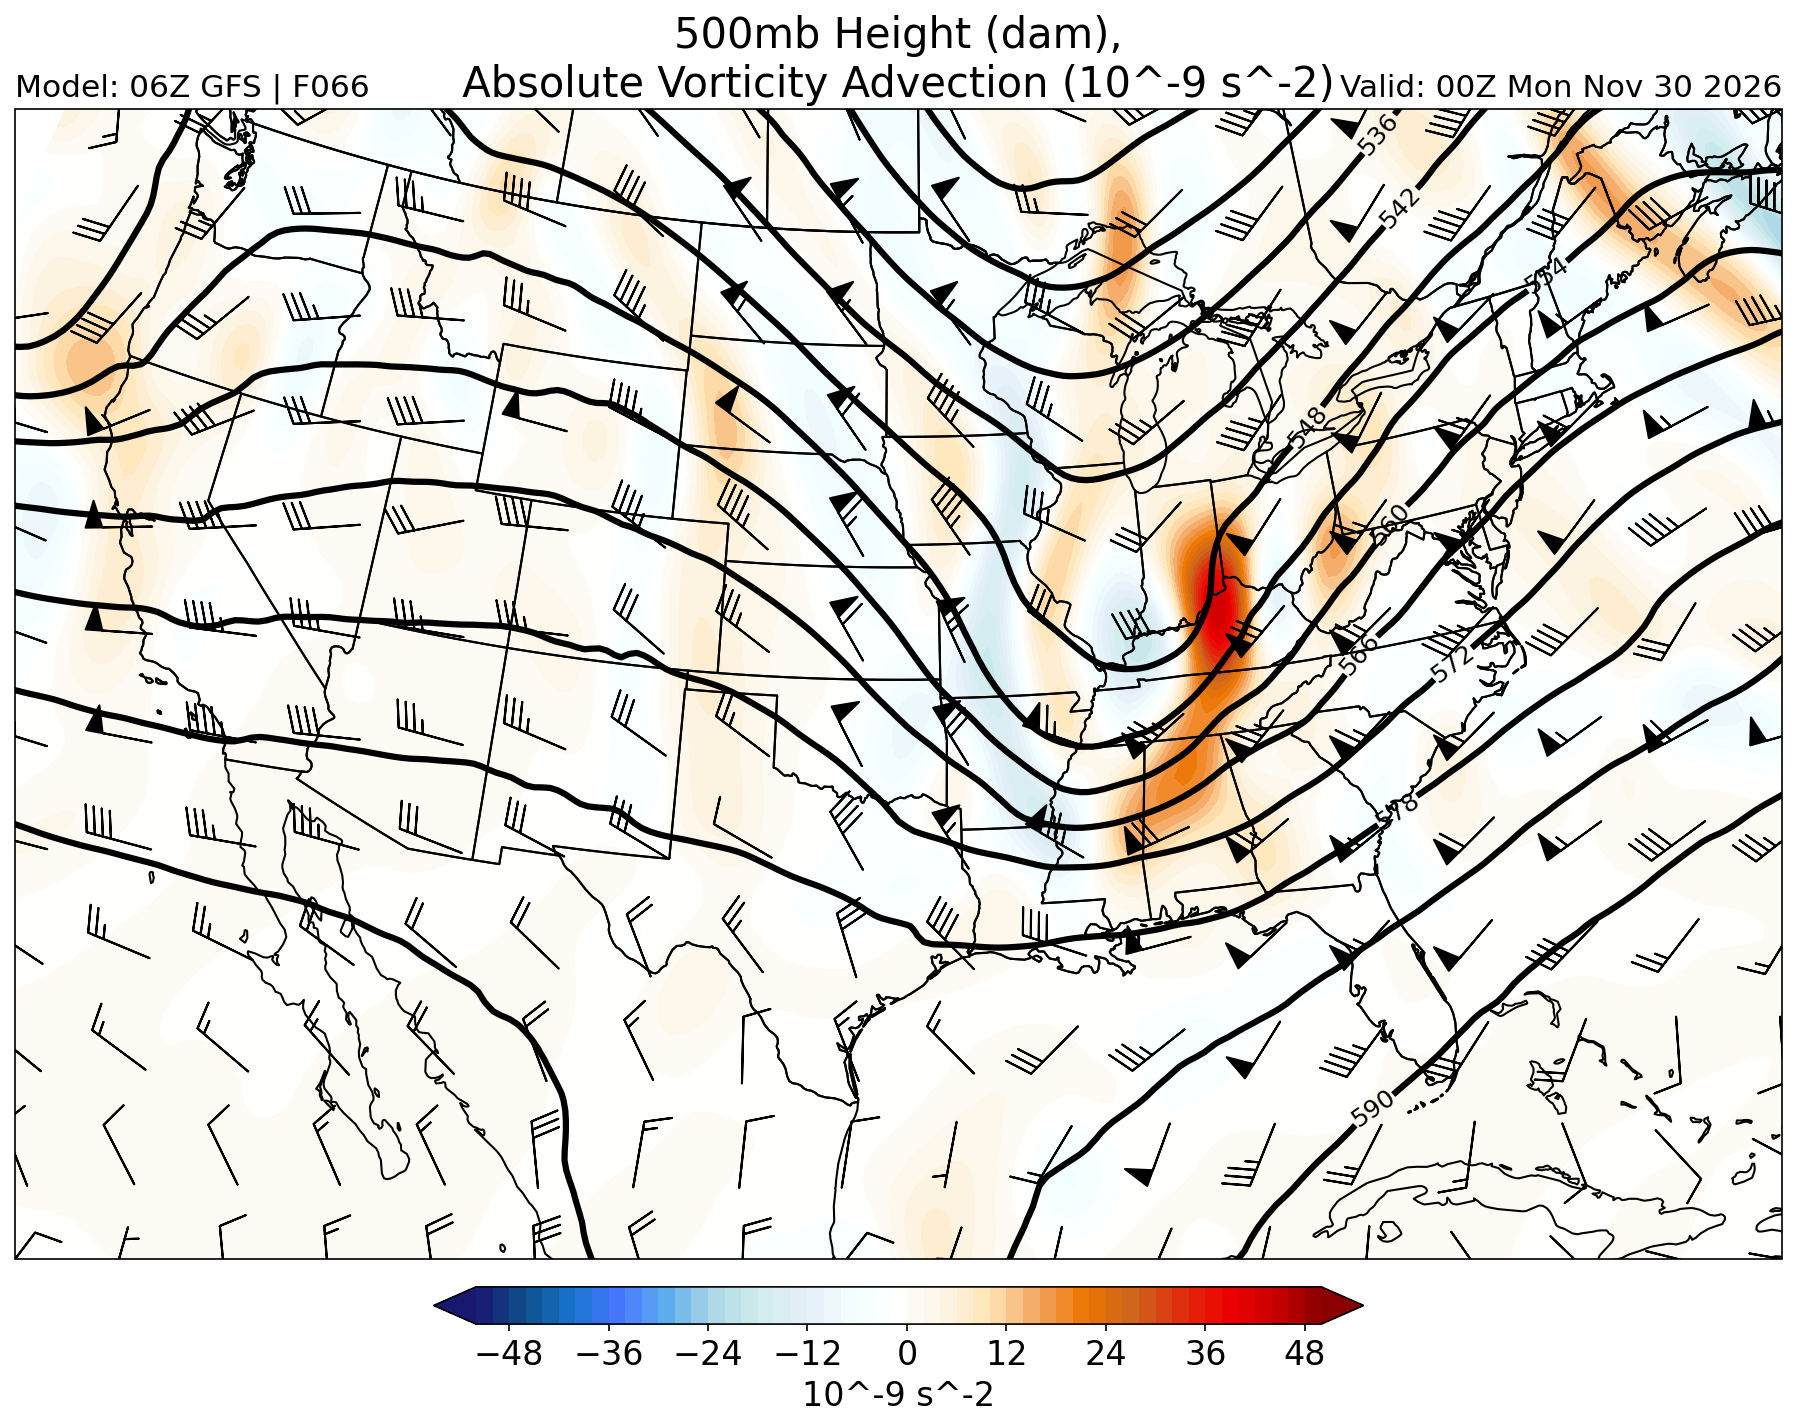 500mb Height (dam),
Model: 06Z GFS | F066
Absolute Vorticity Advection (10^-9 s^-2)
Valid: 00Z Mon Nov 30 2026
536
542
554
548
560
566
572
578
590
−48 −36 −24 −12 0 12 24 36 48
10^-9 s^-2